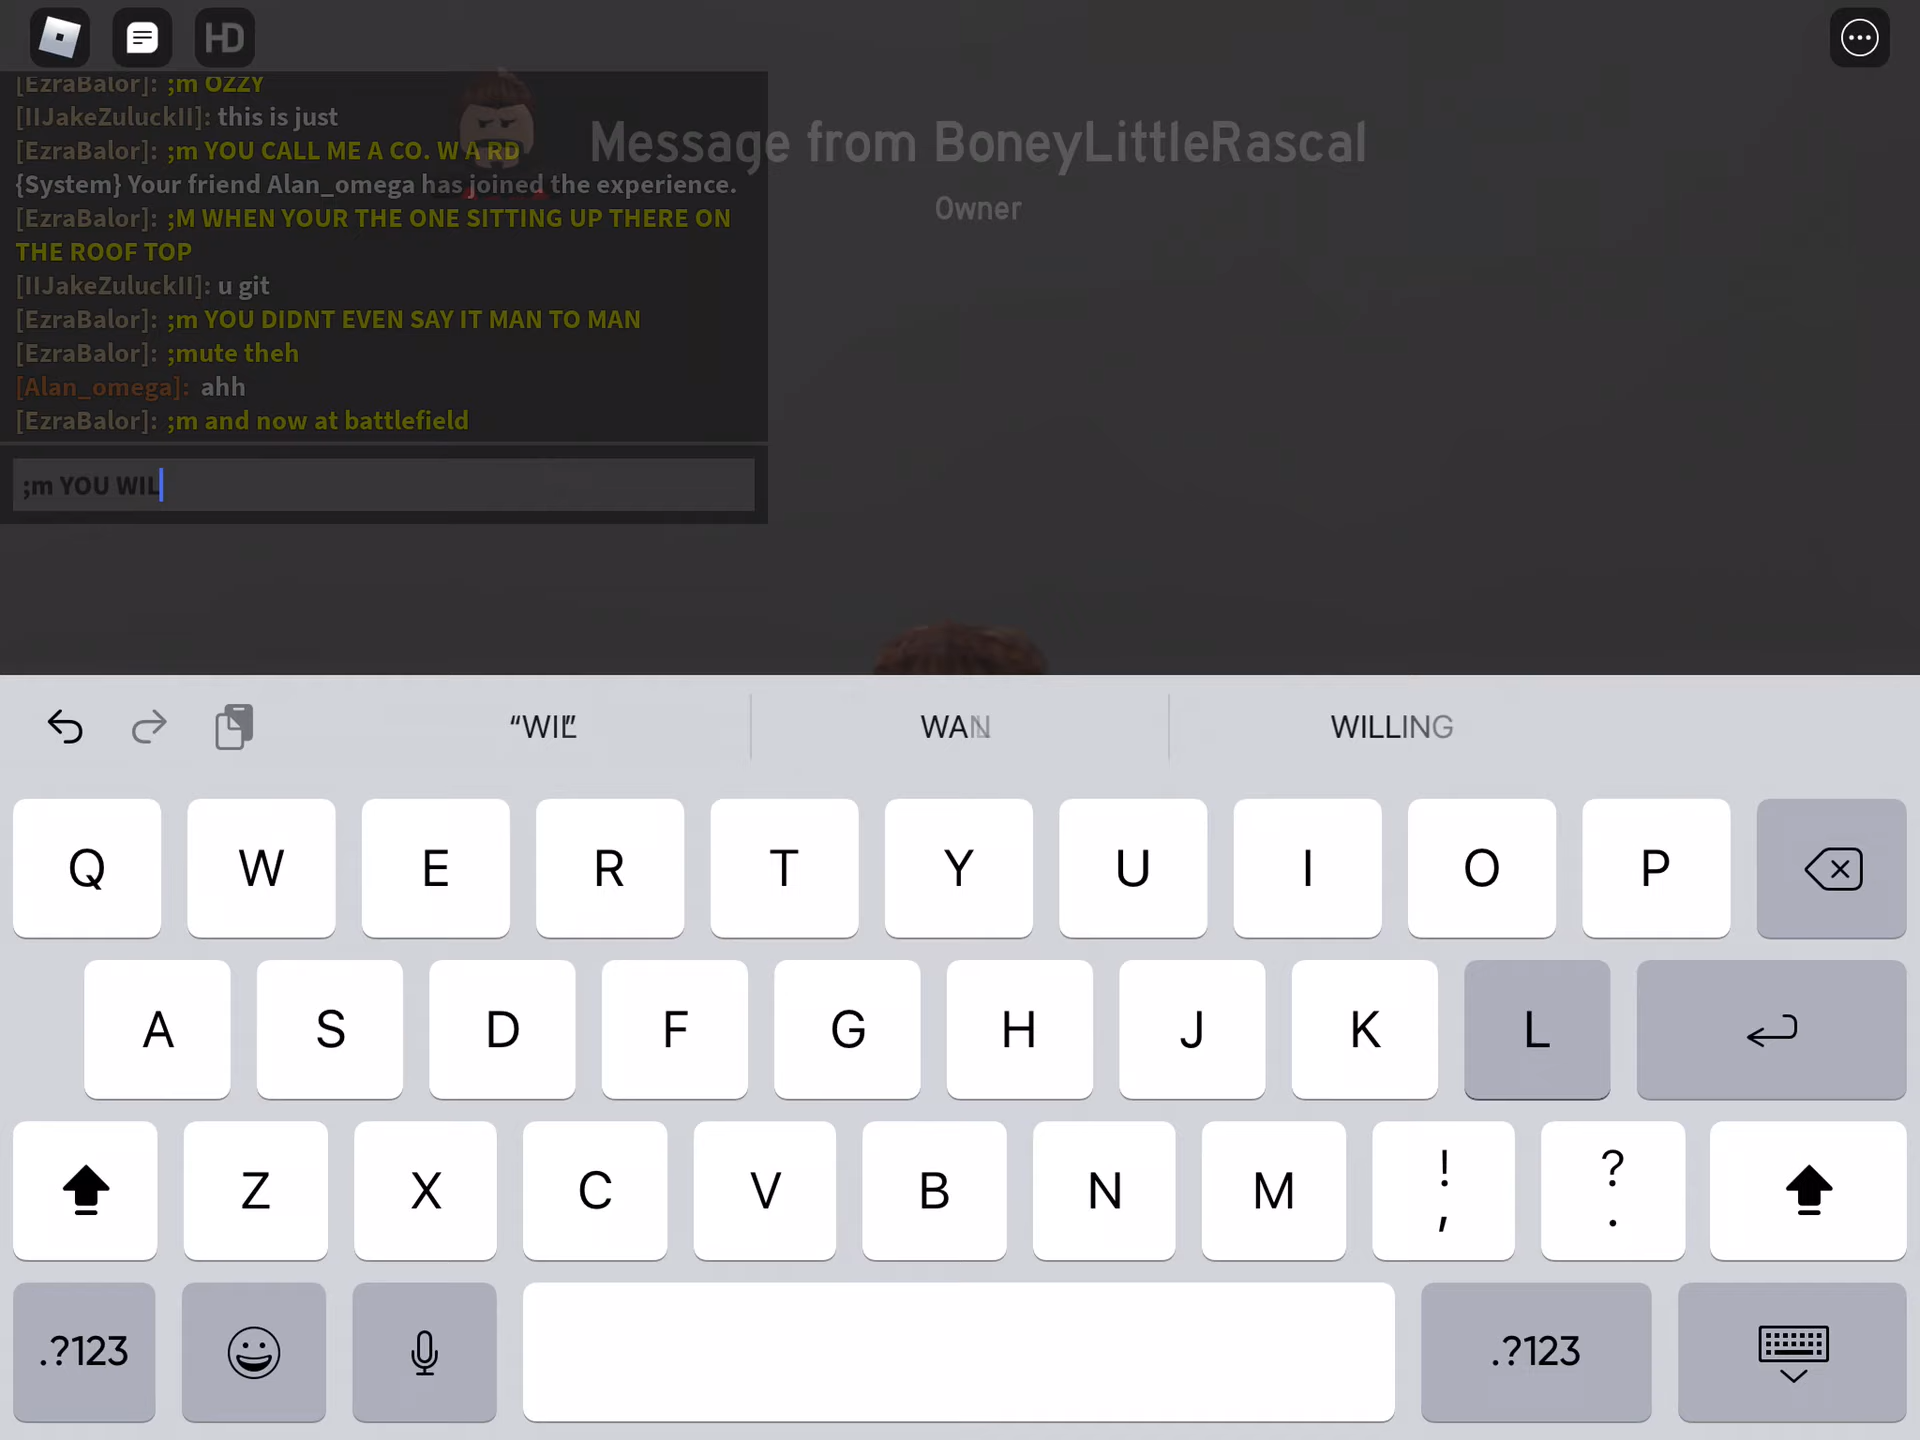 HD
[EzraBalor]: ;m OZZY
[IIJakeZuluckII]: this is just
[EzraBalor]: ;m YOU CALL ME A CO. W A RD
{System} Your friend Alan_omega has joined the experience.
[EzraBalor]: ;M WHEN YOUR THE ONE SITTING UP THERE ON
THE ROOF TOP
[IIJakeZuluckII]: u git
[EzraBalor]: ;m YOU DIDNT EVEN SAY IT MAN TO MAN
[EzraBalor]: ;mute theh
[Alan_omega]: ahh
[EzraBalor]: ;m and now at battlefield
;m YOU WIL
Message from BoneyLittleRascal
Owner
“WIL” WAN WILLING
Q W E R T Y U I O P
A S D F G H J K L
Z X C V B N M ! , ? .
.?123 .?123